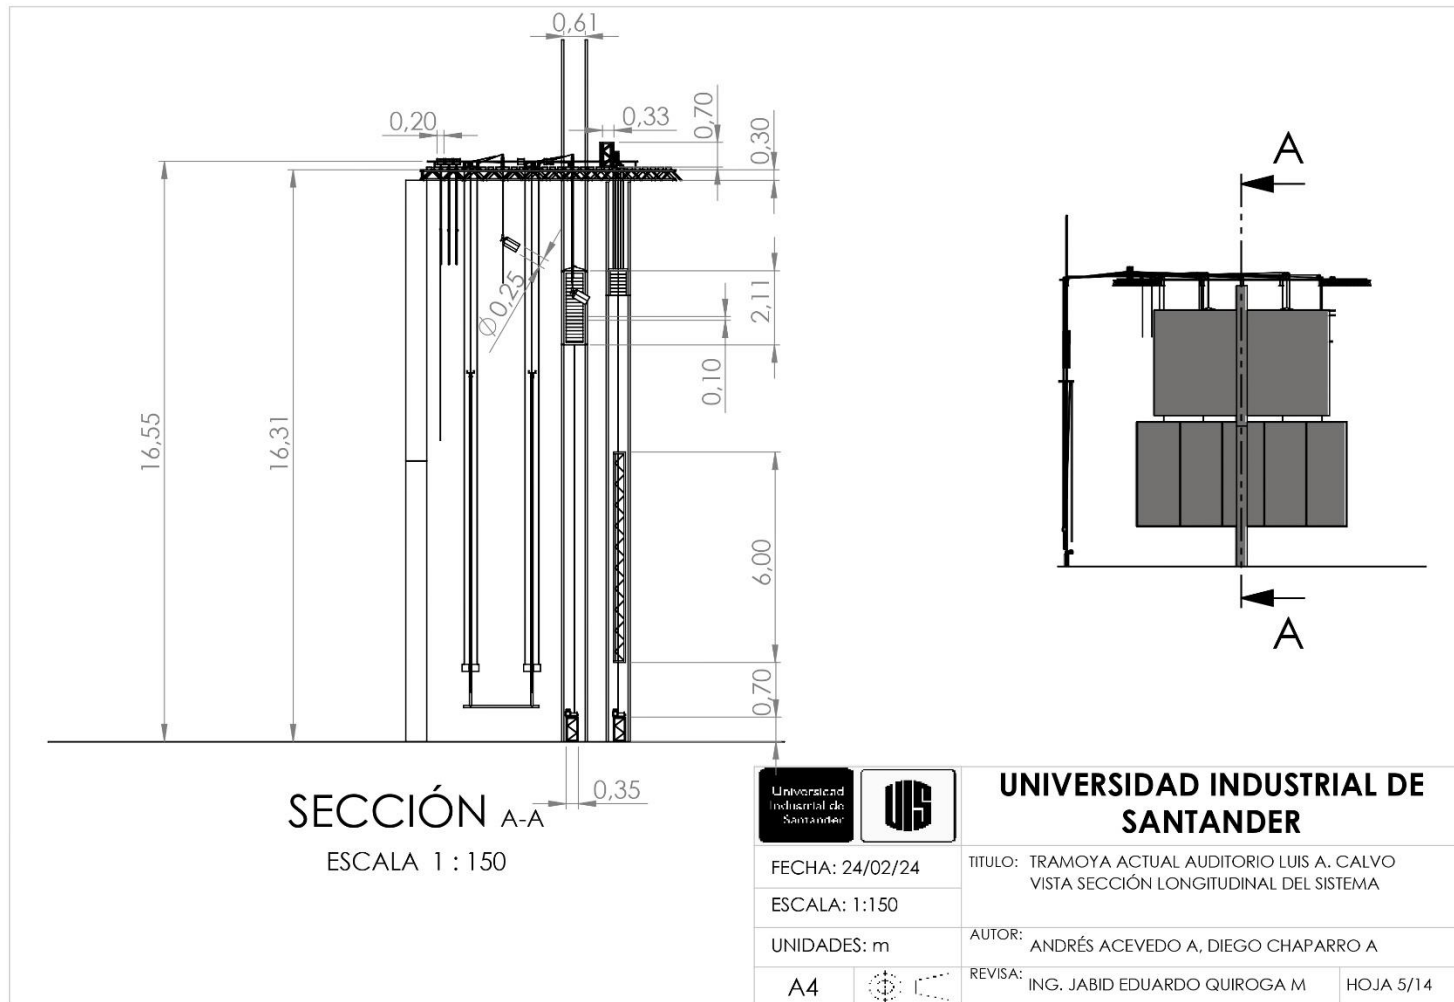 0,61
0,20
0,33
0,70
0,30
Ø0,25
2,11
0,10
16,55
16,31
6,00
0,70
0,35
SECCIÓN A-A
ESCALA 1 : 150
A
A
Universidad
Industrial de
Santander
UIS
UNIVERSIDAD INDUSTRIAL DE
SANTANDER
FECHA: 24/02/24
TITULO: TRAMOYA ACTUAL AUDITORIO LUIS A. CALVO
VISTA SECCIÓN LONGITUDINAL DEL SISTEMA
ESCALA: 1:150
UNIDADES: m
AUTOR: ANDRÉS ACEVEDO A, DIEGO CHAPARRO A
A4
REVISA: ING. JABID EDUARDO QUIROGA M
HOJA 5/14